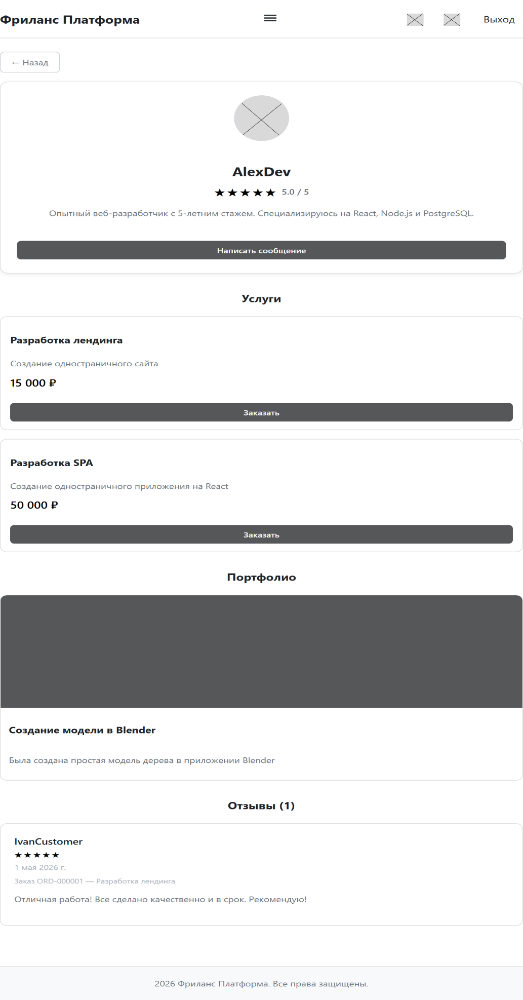 Фриланс Платформа
Выход
← Назад
AlexDev
★★★★★ 5.0 / 5
Опытный веб-разработчик с 5-летним стажем. Специализируюсь на React, Node.js и PostgreSQL.
Написать сообщение
Услуги
Разработка лендинга
Создание одностраничного сайта
15 000 ₽
Заказать
Разработка SPA
Создание одностраничного приложения на React
50 000 ₽
Заказать
Портфолио
Создание модели в Blender
Была создана простая модель дерева в приложении Blender
Отзывы (1)
IvanCustomer
★★★★★
1 мая 2026 г.
Заказ ORD-000001 — Разработка лендинга
Отличная работа! Все сделано качественно и в срок. Рекомендую!
2026 Фриланс Платформа. Все права защищены.